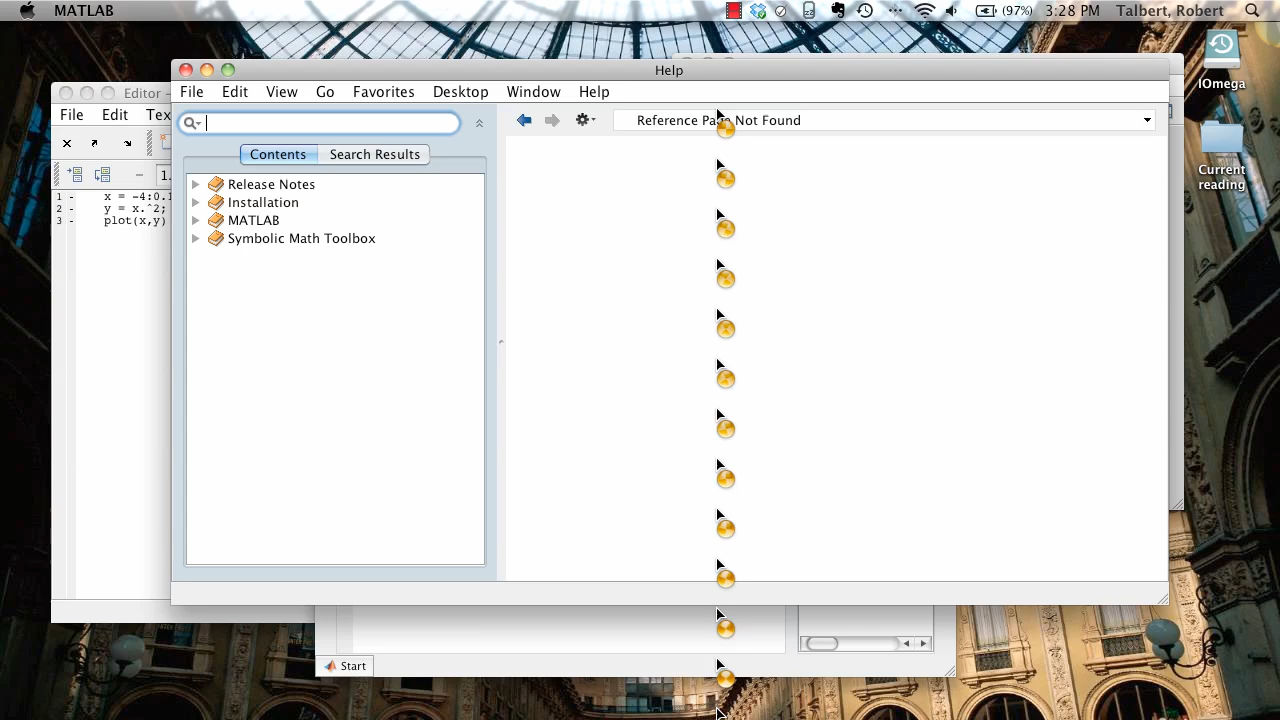 MATLAB
(97%) 3:28 PM Talbert, Robert
Help
File Edit View Go Favorites Desktop Window Help
Reference Page Not Found
Contents Search Results
Release Notes
Installation
MATLAB
Symbolic Math Toolbox
Editor –
File Edit
1.
1 - x = -4:0.1
2 - y = x.^2;
3 - plot(x,y)
Start
IOmega
Current
reading